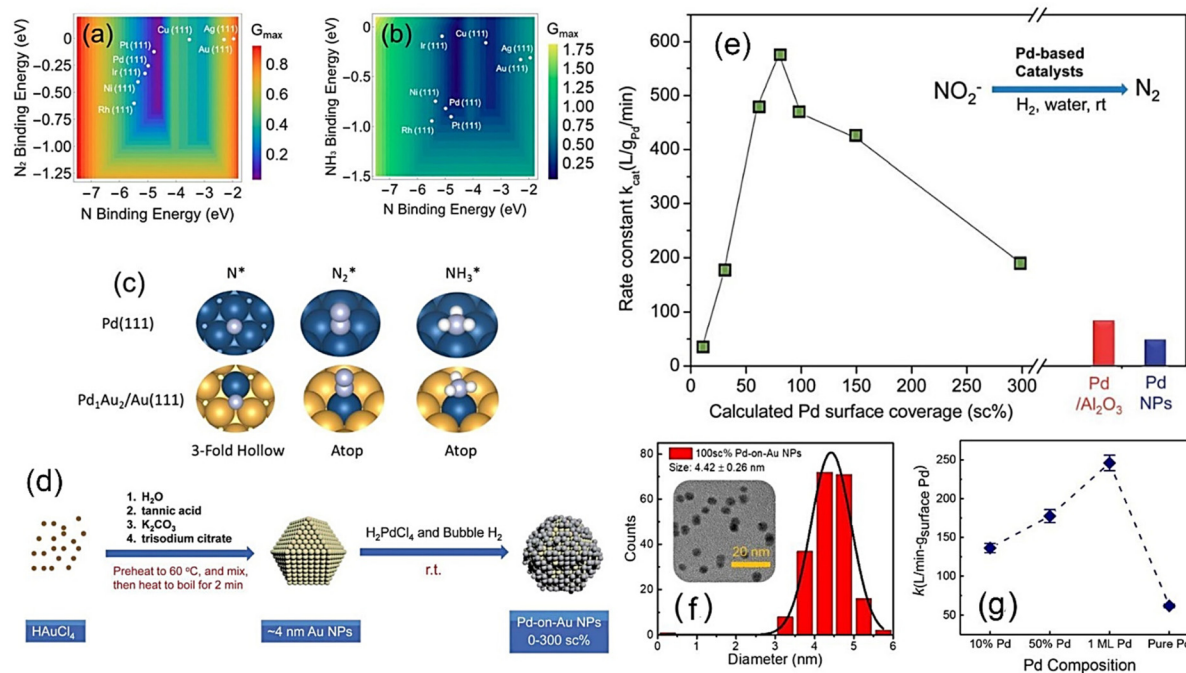 (a)
N₂ Binding Energy (eV)
0
−0.25
−0.50
−0.75
−1.00
−1.25
Cu (111)
Ag (111)
Pt (111)
Au (111)
Pd (111)
Ir (111)
Ni (111)
Rh (111)
−7 −6 −5 −4 −3 −2
N Binding Energy (eV)
Gmax
0.8
0.6
0.4
0.2
(b)
NH₃ Binding Energy (eV)
0
−0.5
−1.0
−1.5
Cu (111)
Ir (111)
Ag (111)
Au (111)
Ni (111)
Pd (111)
Rh (111)
Pt (111)
−7 −6 −5 −4 −3 −2
N Binding Energy (eV)
Gmax
1.75
1.50
1.25
1.00
0.75
0.50
0.25
(c)
N* N₂* NH₃*
Pd(111)
Pd₁Au₂/Au(111)
3-Fold Hollow Atop Atop
(d)
1. H₂O
2. tannic acid
3. K₂CO₃
4. trisodium citrate
Preheat to 60 ºC, and mix,
then heat to boil for 2 min
H₂PdCl₄ and Bubble H₂
r.t.
HAuCl₄
~4 nm Au NPs
Pd-on-Au NPs
0-300 sc%
(e)
Rate constant kcat(L/gPd/min)
600
500
400
300
200
100
0
Pd-based
Catalysts
NO₂⁻
N₂
H₂, water, rt
0 50 100 150 200 250 300
Calculated Pd surface coverage (sc%)
Pd
/Al₂O₃
Pd
NPs
(f)
Counts
80
60
40
20
0
100sc% Pd-on-Au NPs
Size: 4.42 ± 0.26 nm
20 nm
0 1 2 3 4 5 6
Diameter (nm)
(g)
k(L/min-gsurface Pd)
250
200
150
100
50
10% Pd 50% Pd 1 ML Pd Pure Pd
Pd Composition